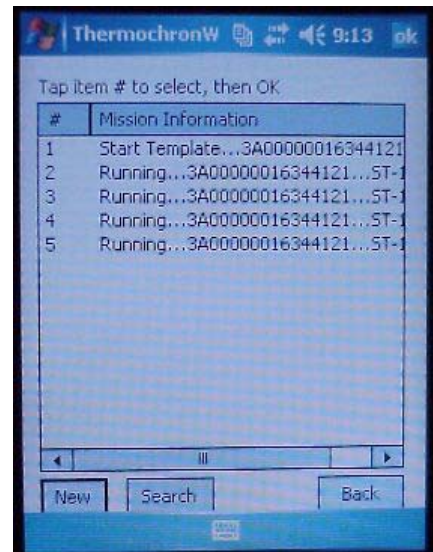 ThermochronW 9:13 ok
Tap item # to select, then OK
# Mission Information
1 Start Template...3A00000016344121
2 Running...3A00000016344121...ST-1
3 Running...3A00000016344121...ST-1
4 Running...3A00000016344121...ST-1
5 Running...3A00000016344121...ST-1
New Search Back